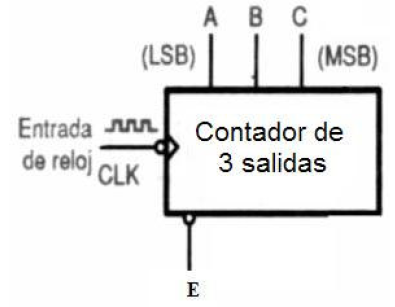 A B C
(LSB) (MSB)
Entrada
de reloj
CLK
Contador de
3 salidas
E